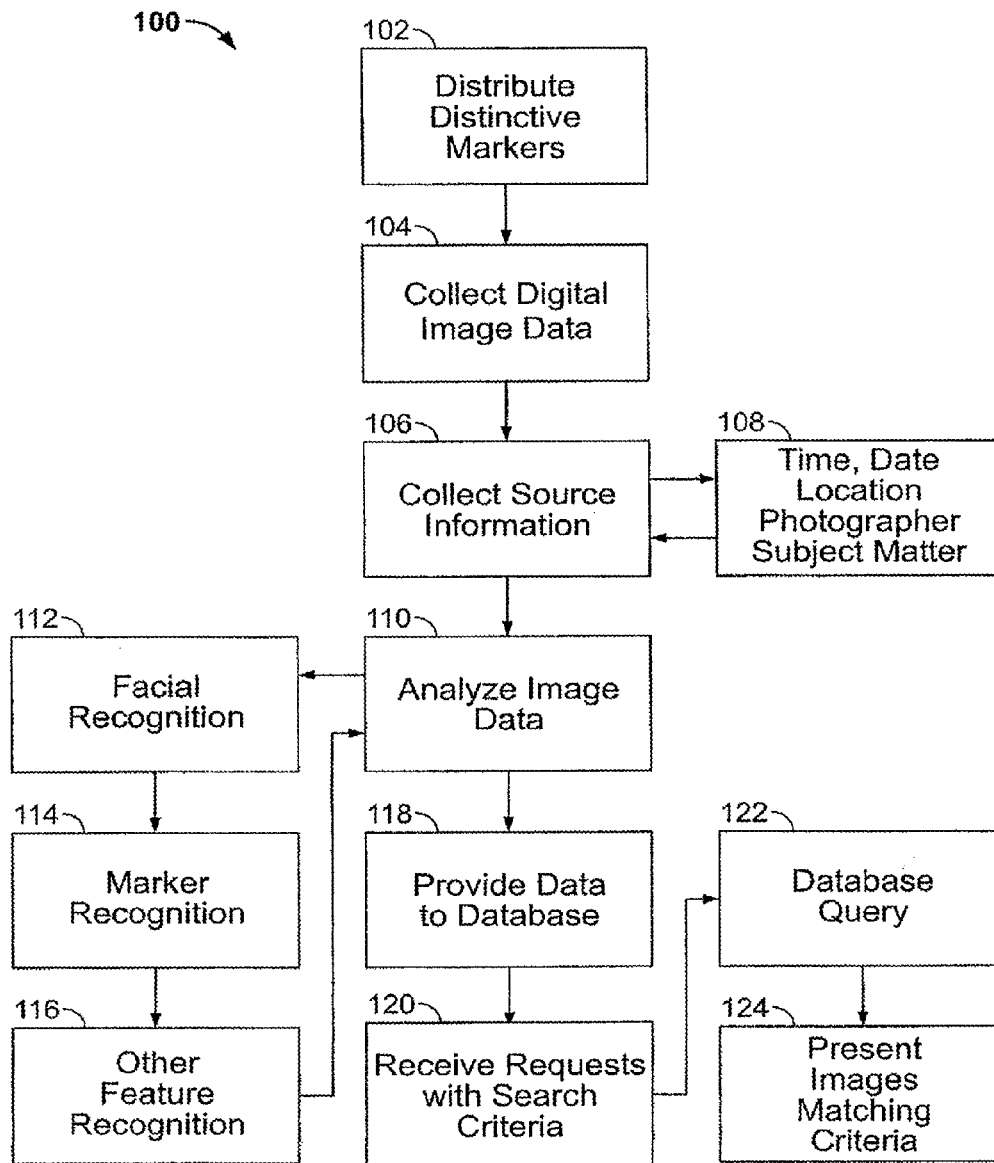 100
102
Distribute
Distinctive
Markers
104
Collect Digital
Image Data
106
Collect Source
Information
108
Time, Date
Location
Photographer
Subject Matter
112
Facial
Recognition
110
Analyze Image
Data
114
Marker
Recognition
118
Provide Data
to Database
122
Database
Query
116
Other
Feature
Recognition
120
Receive Requests
with Search
Criteria
124
Present
Images
Matching
Criteria